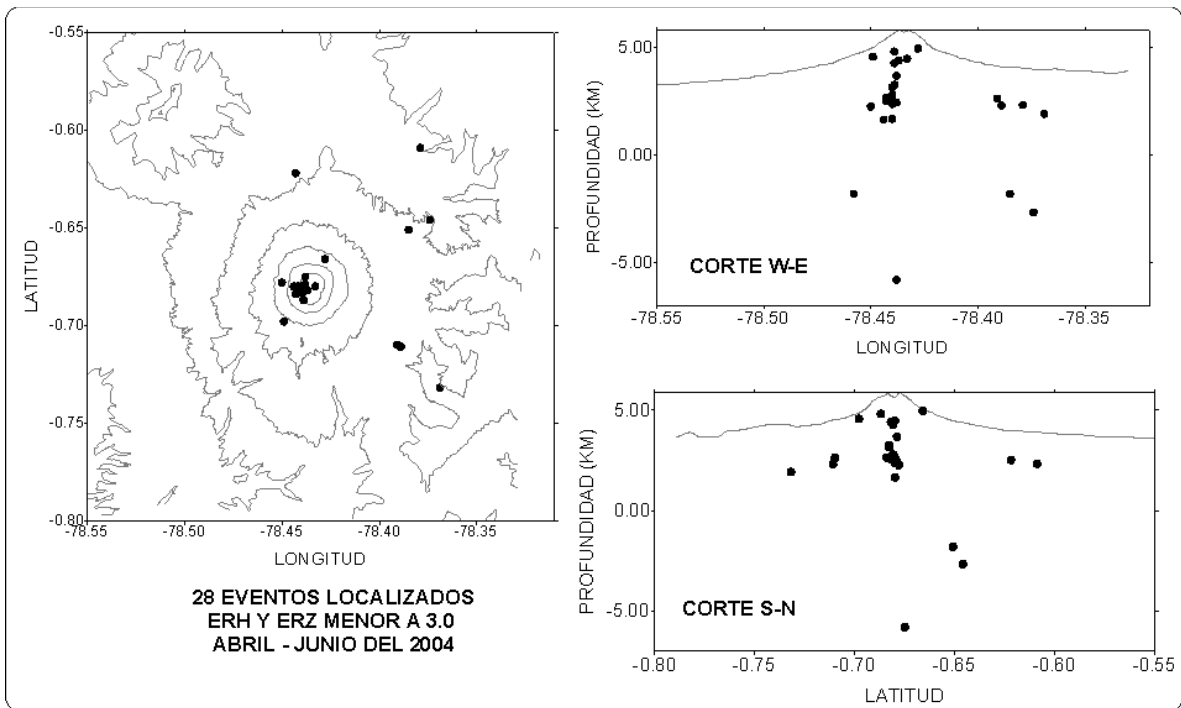 -0.55
-0.60
-0.65
-0.70
-0.75
-0.80
LATITUD
-78.55 -78.50 -78.45 -78.40 -78.35
LONGITUD
28 EVENTOS LOCALIZADOS
ERH Y ERZ MENOR A 3.0
ABRIL - JUNIO DEL 2004
5.00
0.00
-5.00
PROFUNDIDAD (KM)
CORTE W-E
-78.55 -78.50 -78.45 -78.40 -78.35
LONGITUD
5.00
0.00
-5.00
PROFUNDIDAD (KM)
CORTE S-N
-0.80 -0.75 -0.70 -0.65 -0.60 -0.55
LATITUD